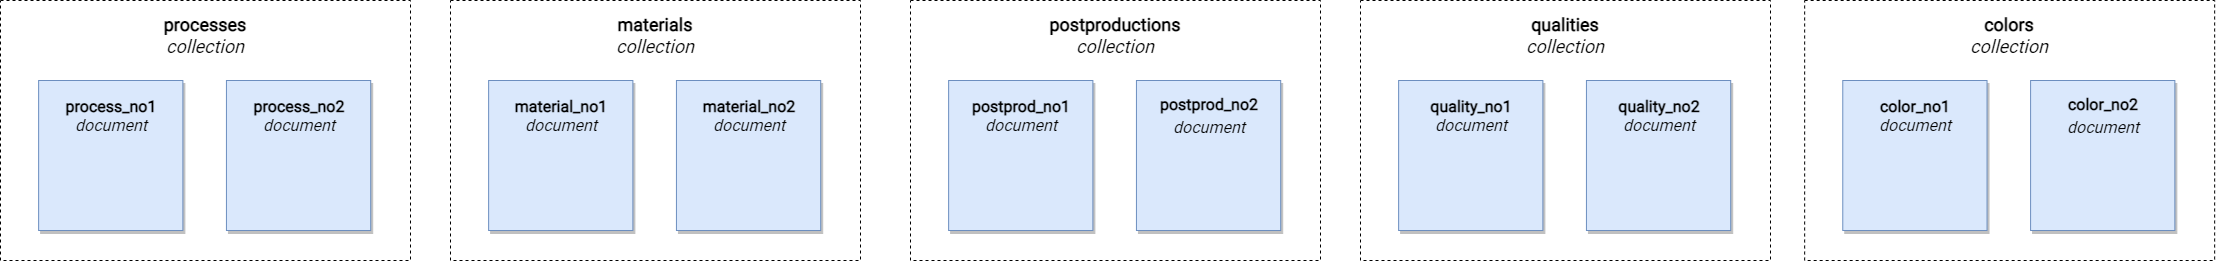 processes
collection
process_no1
document
process_no2
document
materials
collection
material_no1
document
material_no2
document
postproductions
collection
postprod_no1
document
postprod_no2
document
qualities
collection
quality_no1
document
quality_no2
document
colors
collection
color_no1
document
color_no2
document